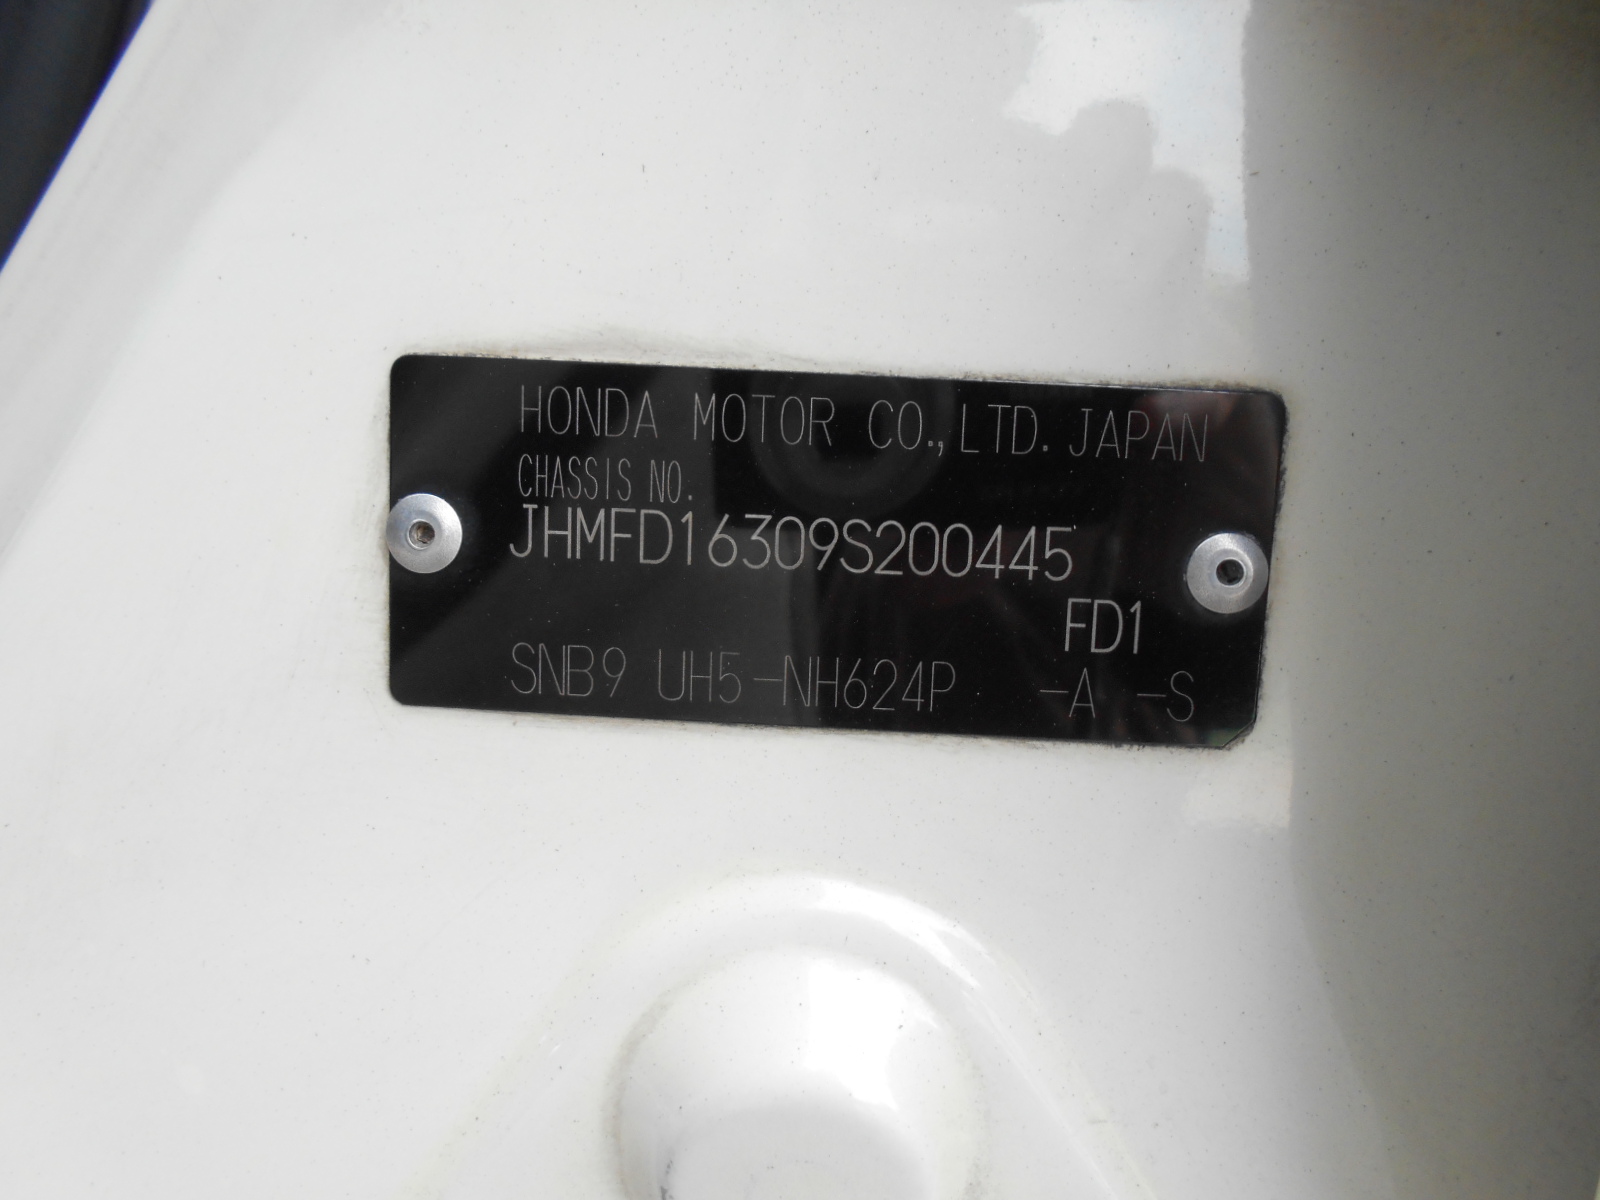 HONDA MOTOR CO., LTD. JAPAN
CHASSIS NO.
JHMFD16309S200445
FD1
SNB9 UH5-NH624P -A -S